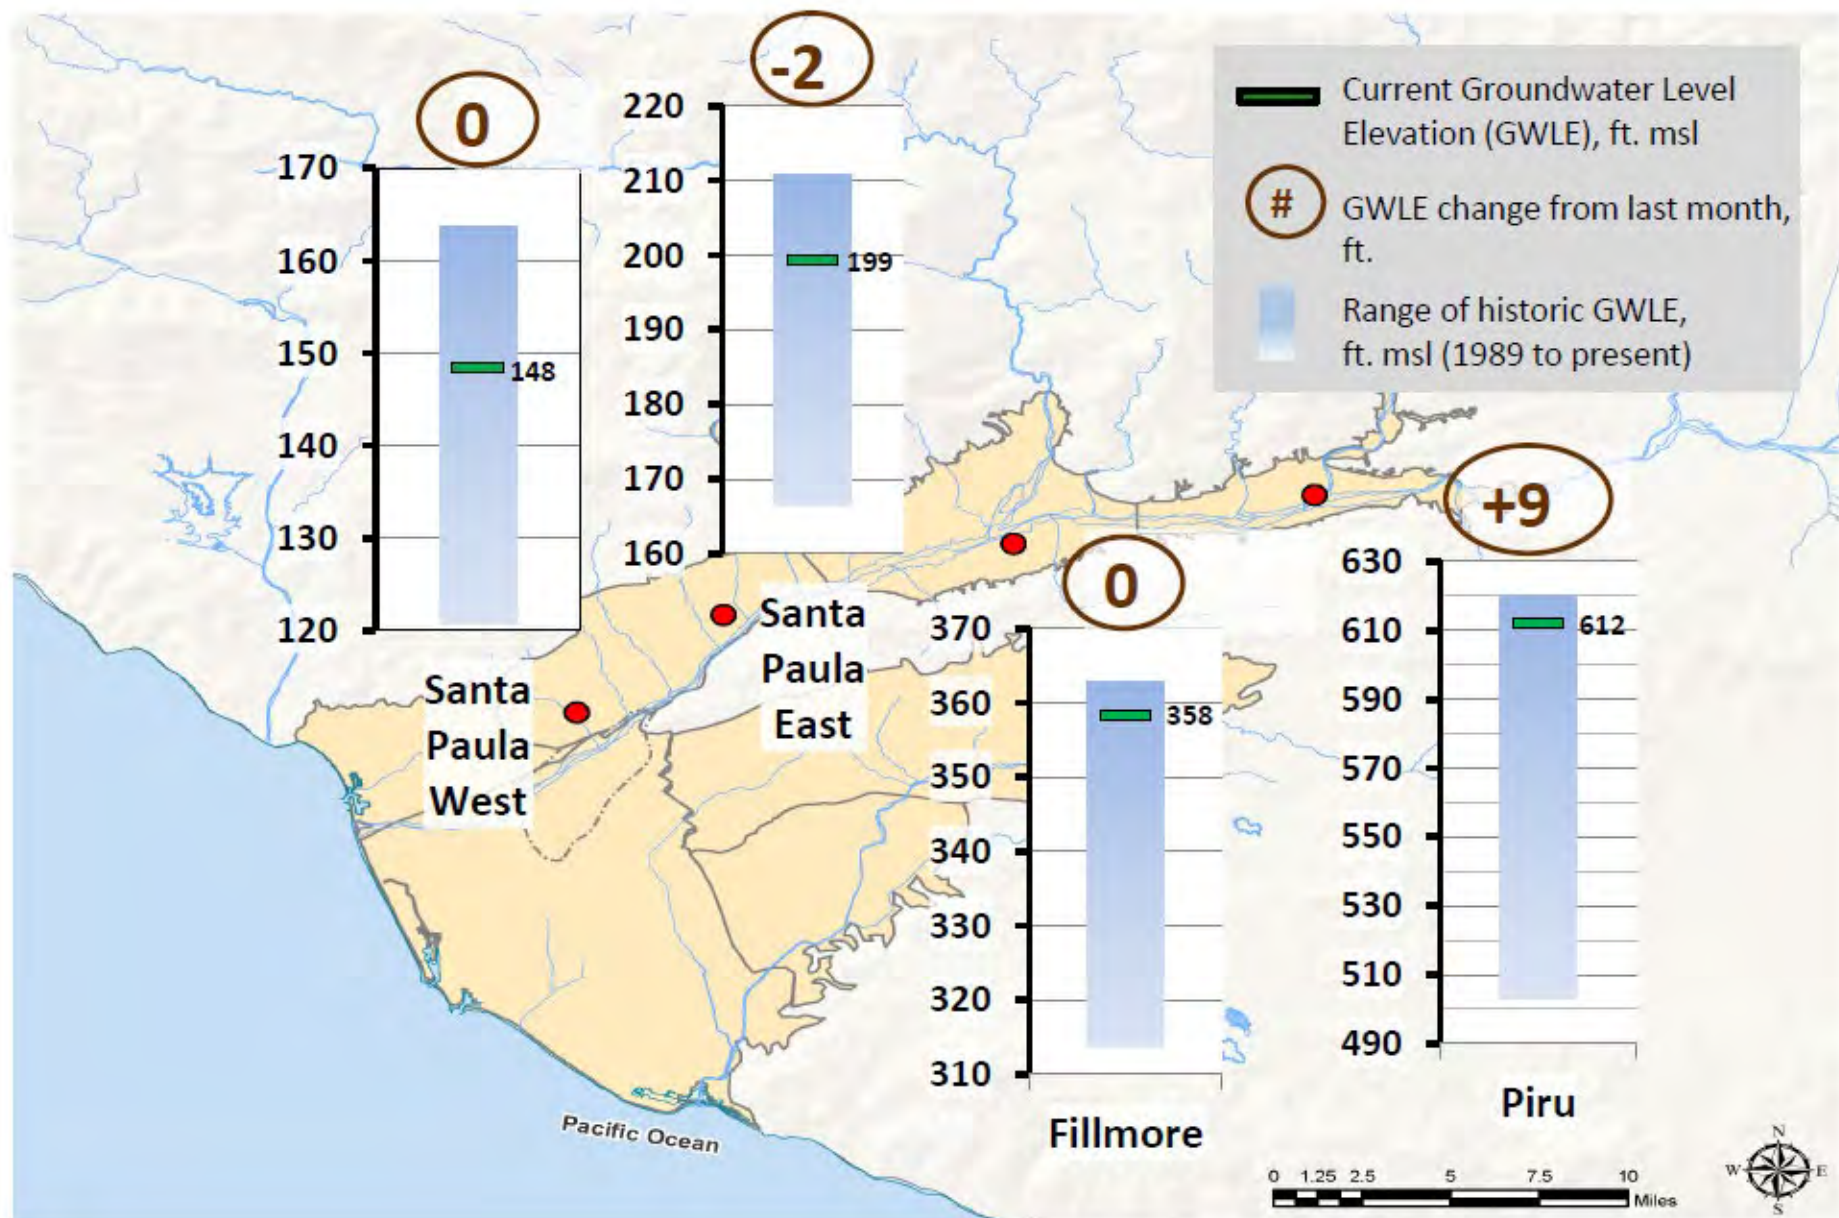 0
170
160
150
140
130
120
148
Santa
Paula
West
-2
220
210
200
190
180
170
160
199
Santa
Paula
East
Current Groundwater Level
Elevation (GWLE), ft. msl
#
GWLE change from last month,
ft.
Range of historic GWLE,
ft. msl (1989 to present)
0
370
360
350
340
330
320
310
358
Fillmore
+9
630
610
590
570
550
530
510
490
612
Piru
Pacific Ocean
N
W E
S
0 1.25 2.5 5 7.5 10
Miles